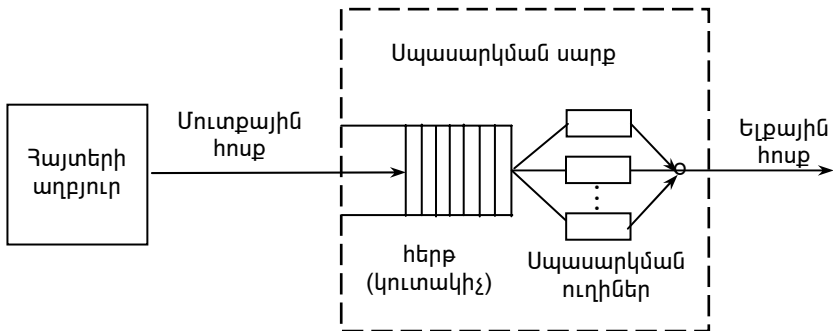 Սպասարկման սարք
Հայտերի
աղբյուր
Մուտքային
հոսք
հերթ
(կուտակիչ)
Սպասարկման
ուղիներ
Ելքային
հոսք